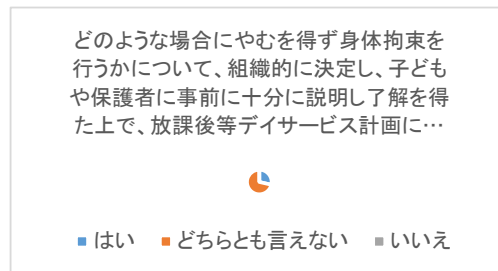 どのような場合にやむを得ず身体拘束を
行うかについて、組織的に決定し、子ども
や保護者に事前に十分に説明し了解を得
た上で、放課後等デイサービス計画に…
はい どちらとも言えない いいえ